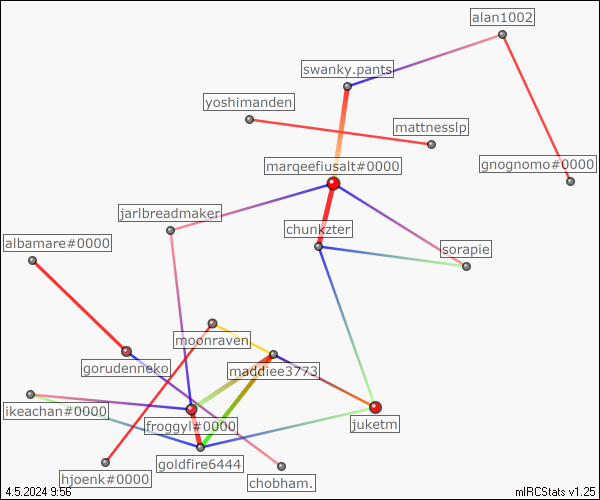 alan1002
swanky.pants
yoshimanden
mattnesslp
marqeefiusalt#0000
gnognomo#0000
jarlbreadmaker
chunkzter
albamare#0000
sorapie
moonraven
gorudenneko
maddiee3773
ikeachan#0000
froggyl#0000
juketm
goldfire6444
hjoenk#0000
chobham.
4.5.2024 9:56
mIRCStats v1.25